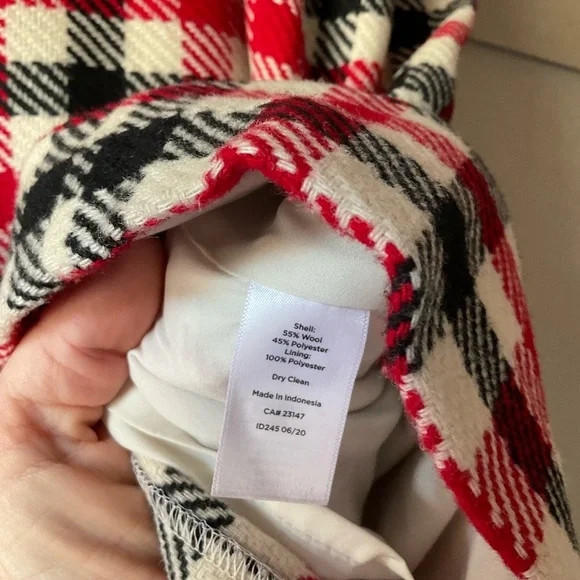 Shell:
55% Wool
45% Polyester
Lining:
100% Polyester
Dry Clean
Made In Indonesia
CA# 23147
ID245 06/20